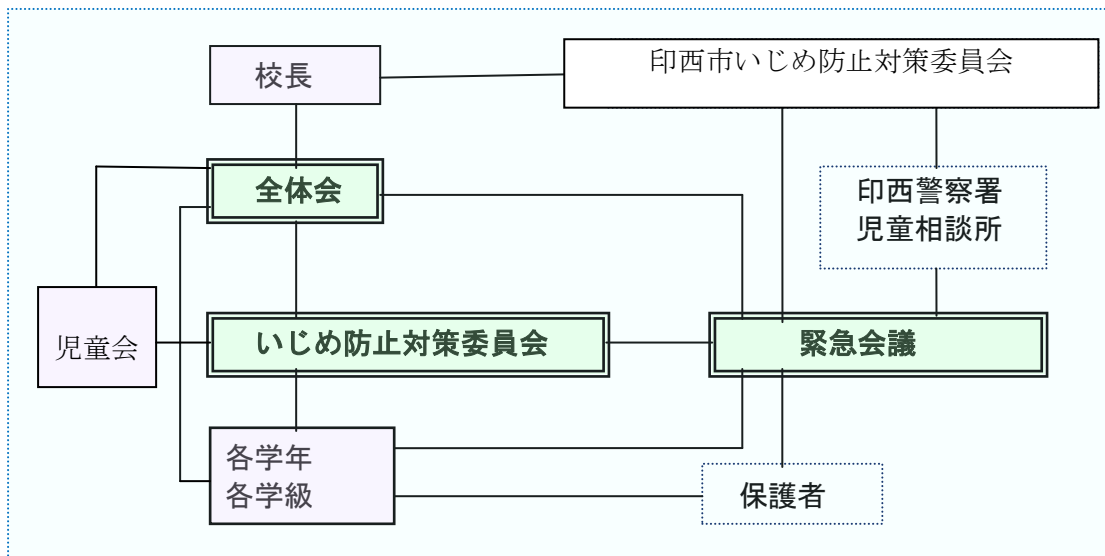 校長
印西市いじめ防止対策委員会
全体会
印西警察署
児童相談所
児童会
いじめ防止対策委員会
緊急会議
各学年
各学級
保護者